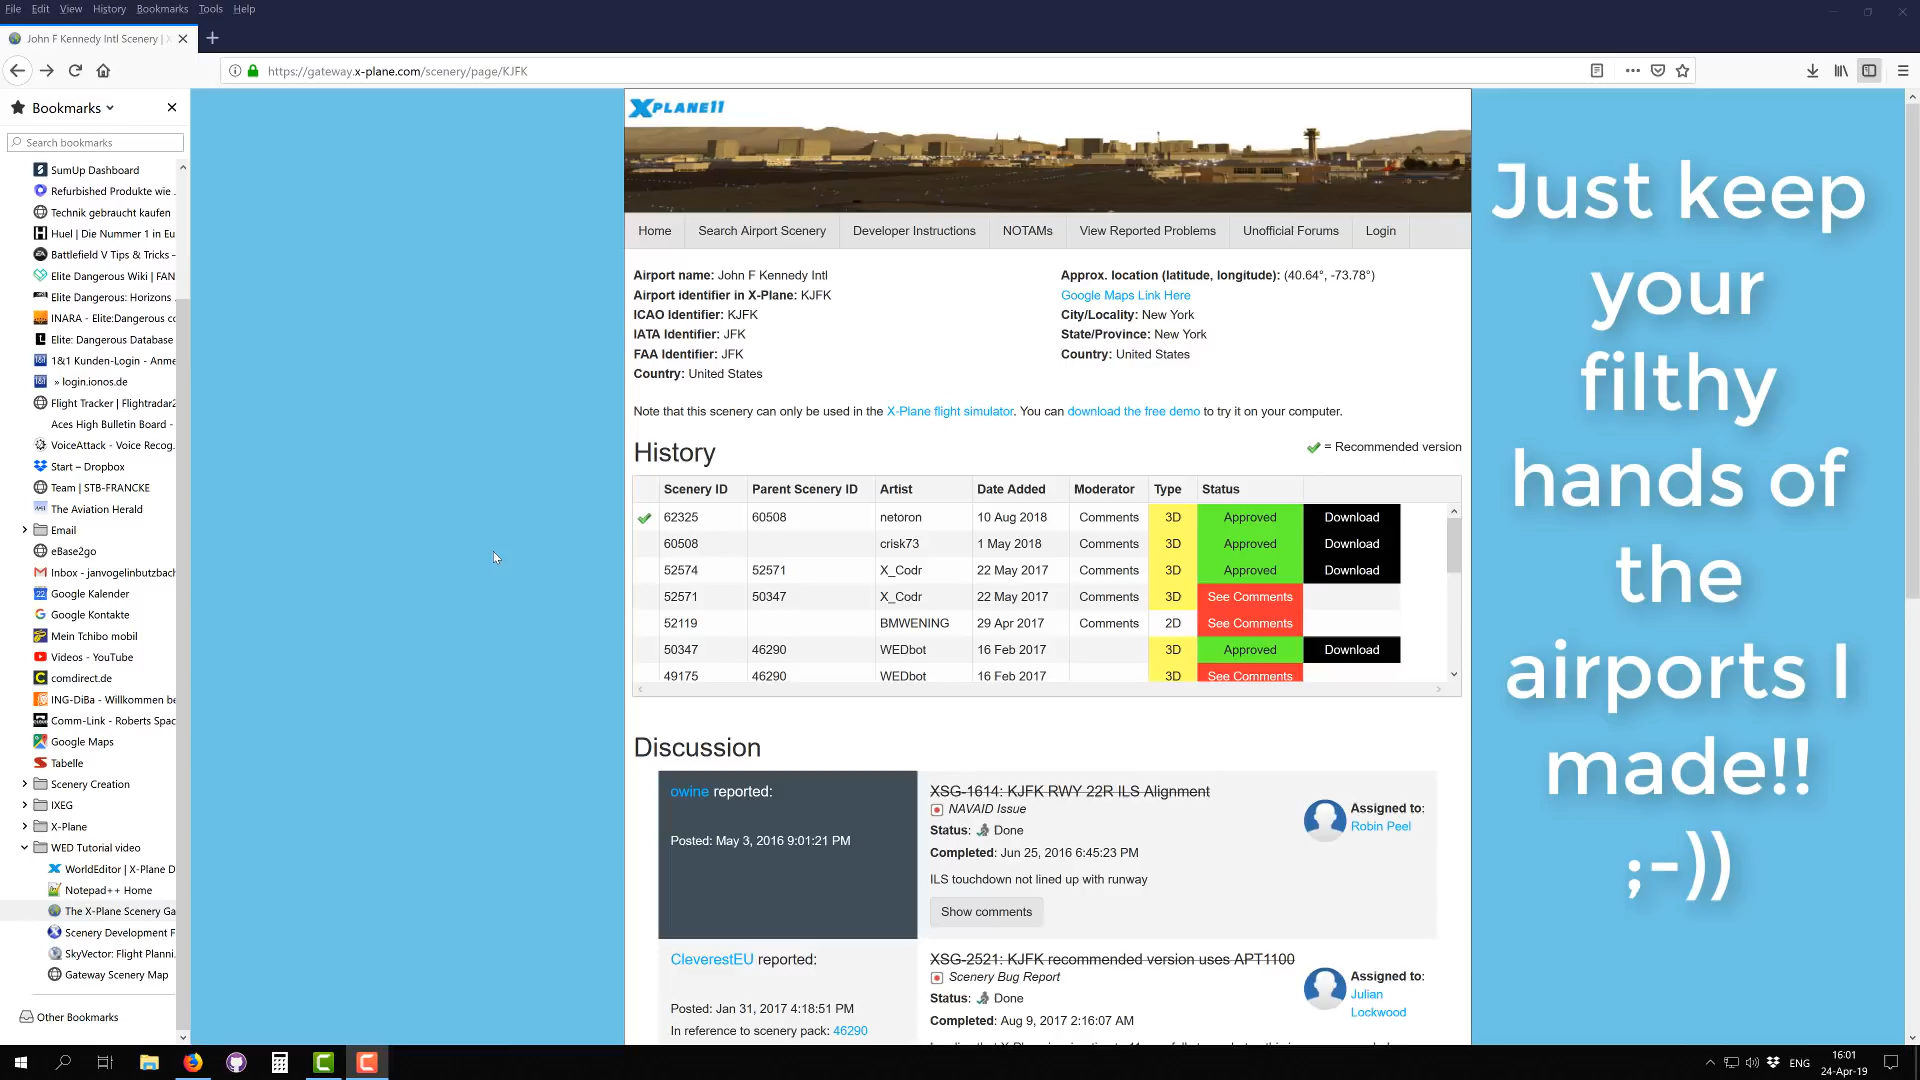 File Edit View History Bookmarks Tools Help
John F Kennedy Intl Scenery |
https://gateway.x-plane.com/scenery/page/KJFK
Bookmarks
Search bookmarks
SumUp Dashboard
Refurbished Produkte wie
Technik gebraucht kaufen
Huel | Die Nummer 1 in Eu
Battlefield V Tips & Tricks –
Elite Dangerous Wiki | FAN
Elite Dangerous: Horizons
INARA - Elite:Dangerous co
Elite: Dangerous Database
1&1 Kunden-Login - Anme
» login.ionos.de
Flight Tracker | Flightradar2
Aces High Bulletin Board -
VoiceAttack - Voice Recog.
Start – Dropbox
Team | STB-FRANCKE
The Aviation Herald
Email
eBase2go
Inbox - janvogelinbutzbach
Google Kalender
Google Kontakte
Mein Tchibo mobil
Videos - YouTube
comdirect.de
ING-DiBa - Willkommen be
Comm-Link - Roberts Spac
Google Maps
Tabelle
Scenery Creation
IXEG
X-Plane
WED Tutorial video
WorldEditor | X-Plane D
Notepad++ Home
The X-Plane Scenery Ga
Scenery Development F
SkyVector: Flight Planni.
Gateway Scenery Map
Other Bookmarks
X-PLANE 11
Home Search Airport Scenery Developer Instructions NOTAMs View Reported Problems Unofficial Forums Login
Airport name: John F Kennedy Intl
Airport identifier in X-Plane: KJFK
ICAO Identifier: KJFK
IATA Identifier: JFK
FAA Identifier: JFK
Country: United States
Approx. location (latitude, longitude): (40.64°, -73.78°)
Google Maps Link Here
City/Locality: New York
State/Province: New York
Country: United States
Note that this scenery can only be used in the X-Plane flight simulator. You can download the free demo to try it on your computer.
History
= Recommended version
Scenery ID Parent Scenery ID Artist Date Added Moderator Type Status
62325 60508 netoron 10 Aug 2018 Comments 3D Approved Download
60508 crisk73 1 May 2018 Comments 3D Approved Download
52574 52571 X_Codr 22 May 2017 Comments 3D Approved Download
52571 50347 X_Codr 22 May 2017 Comments 3D See Comments
52119 BMWENING 29 Apr 2017 Comments 2D See Comments
50347 46290 WEDbot 16 Feb 2017 3D Approved Download
49175 46290 WEDbot 16 Feb 2017 3D See Comments
Discussion
owine reported:
Posted: May 3, 2016 9:01:21 PM
XSG-1614: KJFK RWY 22R ILS Alignment
NAVAID Issue
Status: Done
Completed: Jun 25, 2016 6:45:23 PM
ILS touchdown not lined up with runway
Show comments
Assigned to:
Robin Peel
CleverestEU reported:
Posted: Jan 31, 2017 4:18:51 PM
In reference to scenery pack: 46290
XSG-2521: KJFK recommended version uses APT1100
Scenery Bug Report
Status: Done
Completed: Aug 9, 2017 2:16:07 AM
Assigned to:
Julian
Lockwood
Just keep
your
filthy
hands of
the
airports I
made!!
;-))
ENG
16:01
24-Apr-19